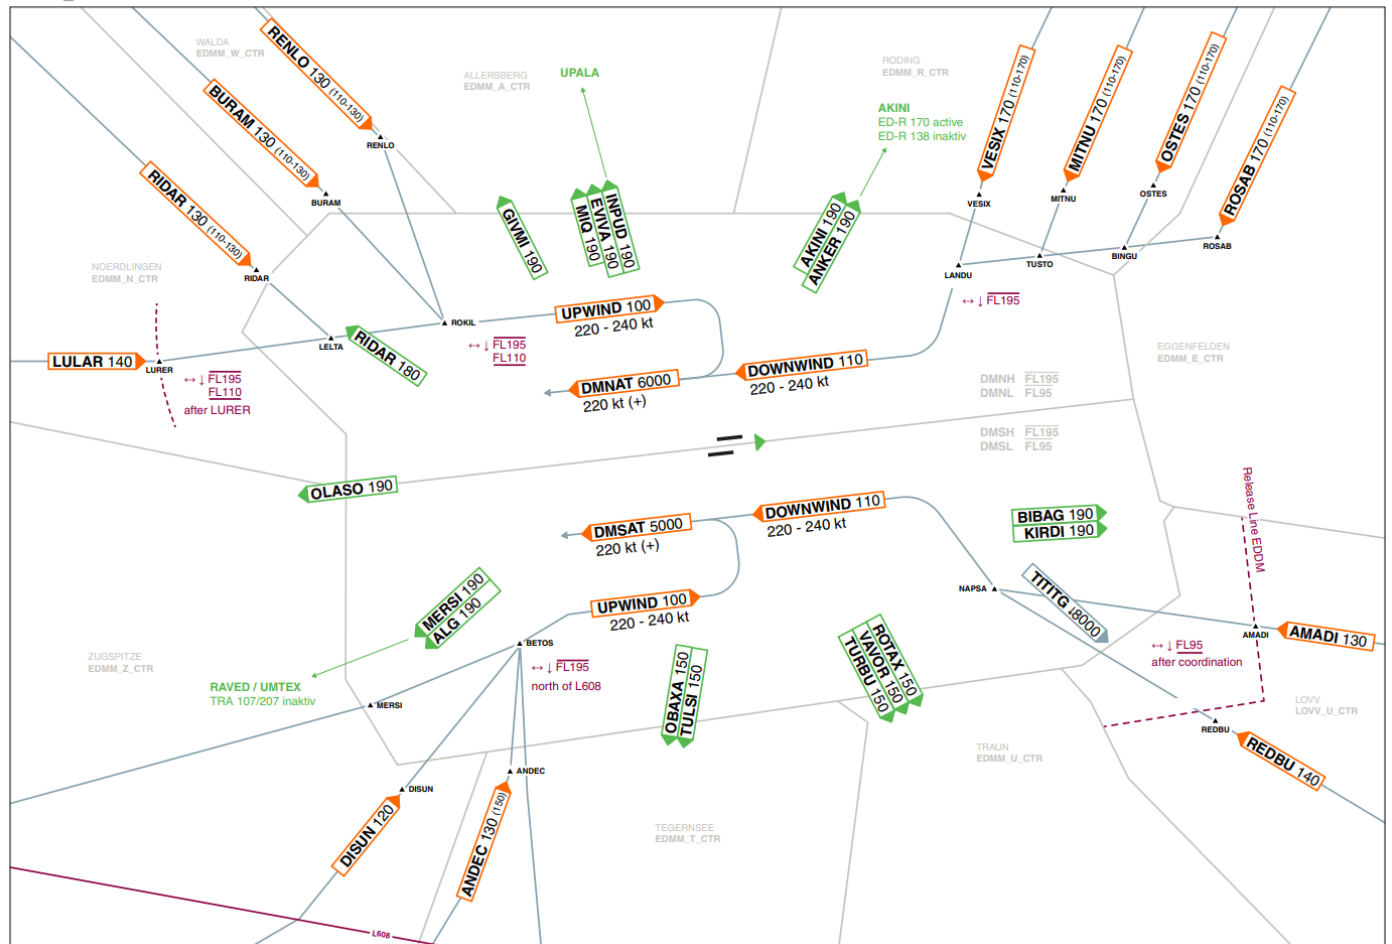 WALDA
EDMM_W_CTR
RENLO 130 (110-130)
BURAM 130 (110-130)
RIDAR 130 (110-130)
RENLO
BURAM
RIDAR
ALLERSBERG
EDMM_A_CTR
UPALA
RODING
EDMM_R_CTR
AKINI
ED-R 170 active
ED-R 138 inaktiv
VESIX 170 (110-170)
MITNU 170 (110-170)
OSTES 170 (110-170)
ROSAB 170 (110-170)
VESIX
MITNU
OSTES
ROSAB
BINGU
TUSTO
LANDU
↔ ↓ FL195
GIVMI 190
MIQ 190
EVIVA 190
INPUD 190
AKINI 190
ANKER 190
NOERDLINGEN
EDMM_N_CTR
LULAR 140
LURER
↔ ↓ FL195
FL110
after LURER
LELTA
RIDAR 180
ROKIL
↔ ↓ FL195
FL110
UPWIND 100
220 - 240 kt
DMNAT 6000
220 kt (+)
DOWNWIND 110
220 - 240 kt
EGGENFELDEN
EDMM_E_CTR
DMNH FL195
DMNL FL95
DMSH FL195
DMSL FL95
OLASO 190
DMSAT 5000
220 kt (+)
DOWNWIND 110
220 - 240 kt
BIBAG 190
KIRDI 190
Release Line EDDM
MERSI 190
ALG 190
UPWIND 100
220 - 240 kt
NAPSA
TITITG ↓8000
AMADI
AMADI 130
↔ ↓ FL95
after coordination
ZUGSPITZE
EDMM_Z_CTR
RAVED / UMTEX
TRA 107/207 inaktiv
BETOS
↔ ↓ FL195
north of L608
OBAXA 150
TULSI 150
ROTAX 150
VAVOR 150
TURBU 150
LOVV
LOVV_U_CTR
MERSI
REDBU
REDBU 140
TRAUN
EDMM_U_CTR
DISUN
ANDEC
DISUN 120
ANDEC 130 (150)
TEGERNSEE
EDMM_T_CTR
L608